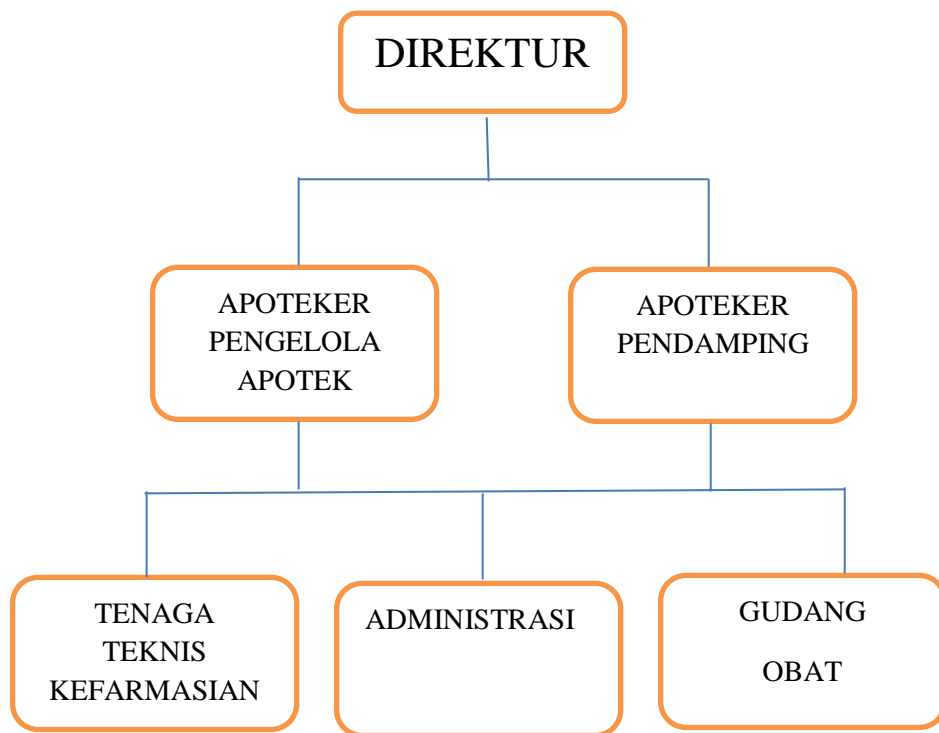 DIREKTUR
APOTEKER
PENGELOLA
APOTEK
APOTEKER
PENDAMPING
TENAGA
TEKNIS
KEFARMASIAN
ADMINISTRASI
GUDANG
OBAT